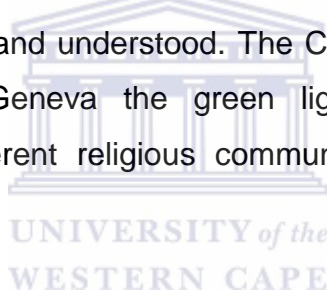 and understood. The C
Geneva the green lig
erent religious commun
UNIVERSITY of the
WESTERN CAPE